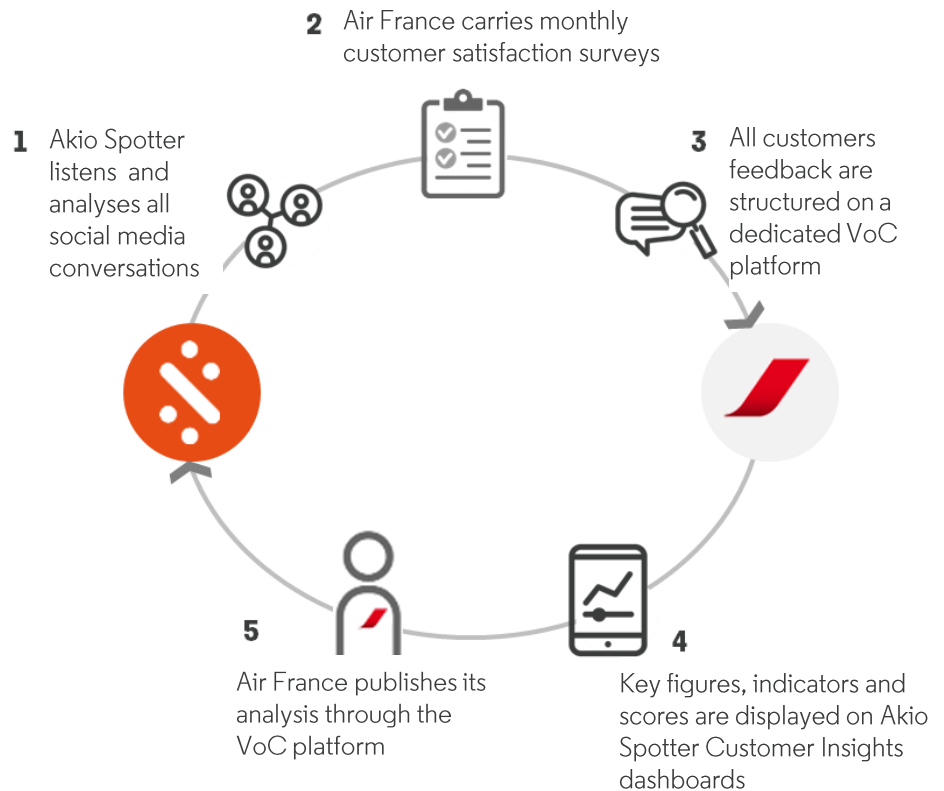 1
Akio Spotter
listens and
analyses all
social media
conversations
2
Air France carries monthly
customer satisfaction surveys
3
All customers
feedback are
structured on a
dedicated VoC
platform
4
Key figures, indicators and
scores are displayed on Akio
Spotter Customer Insights
dashboards
5
Air France publishes its
analysis through the
VoC platform